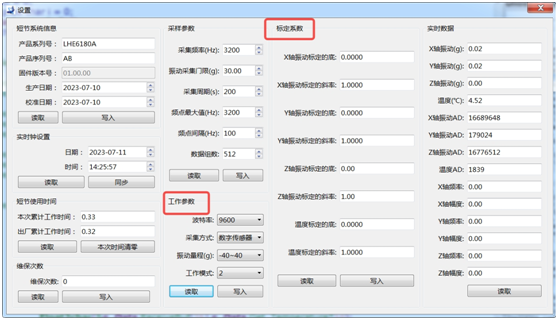 设置
短节系统信息
产品系列号： LHE6180A
产品序列号： AB
固件版本号： 01.00.00
生产日期： 2023-07-10
校准日期： 2023-07-10
读取 写入
实时钟设置
日期： 2023-07-11
时间： 14:25:57
读取 同步
短节使用时间
本次累计工作时间： 0.33
出厂累计工作时间： 0.32
读取 本次时间清零
维保次数
维保次数: 0
读取 写入
采样参数
采集频率(Hz): 3200
振动采集门限(g): 30.00
采集周期(s): 200
频点最大值(Hz): 3200
频点间隔(Hz): 100
数据组数: 512
读取 写入
工作参数
波特率: 9600
采集方式: 数字传感器
振动量程(g): -40~40
工作模式: 2
读取 写入
标定系数
X轴振动标定的底: 0.0000
X轴振动标定的斜率: 1.0000
Y轴振动标定的底: 0.0000
Y轴振动标定的斜率: 1.0000
Z轴振动标定的底: 0.00
Z轴振动标定的斜率: 1.00
温度标定的底: 0.0000
温度标定的斜率: 1.0000
读取 写入
实时数据
X轴振动(g): 0.02
Y轴振动(g): 0.02
Z轴振动(g): 0.00
温度(℃): 4.52
X轴振动AD: 16689648
Y轴振动AD: 179024
Z轴振动AD: 16776512
温度AD: 1839
X轴频率: 0.00
X轴幅度: 0.00
Y轴频率: 0.00
Y轴幅度: 0.00
Z轴频率: 0.00
Z轴幅度: 0.00
读取